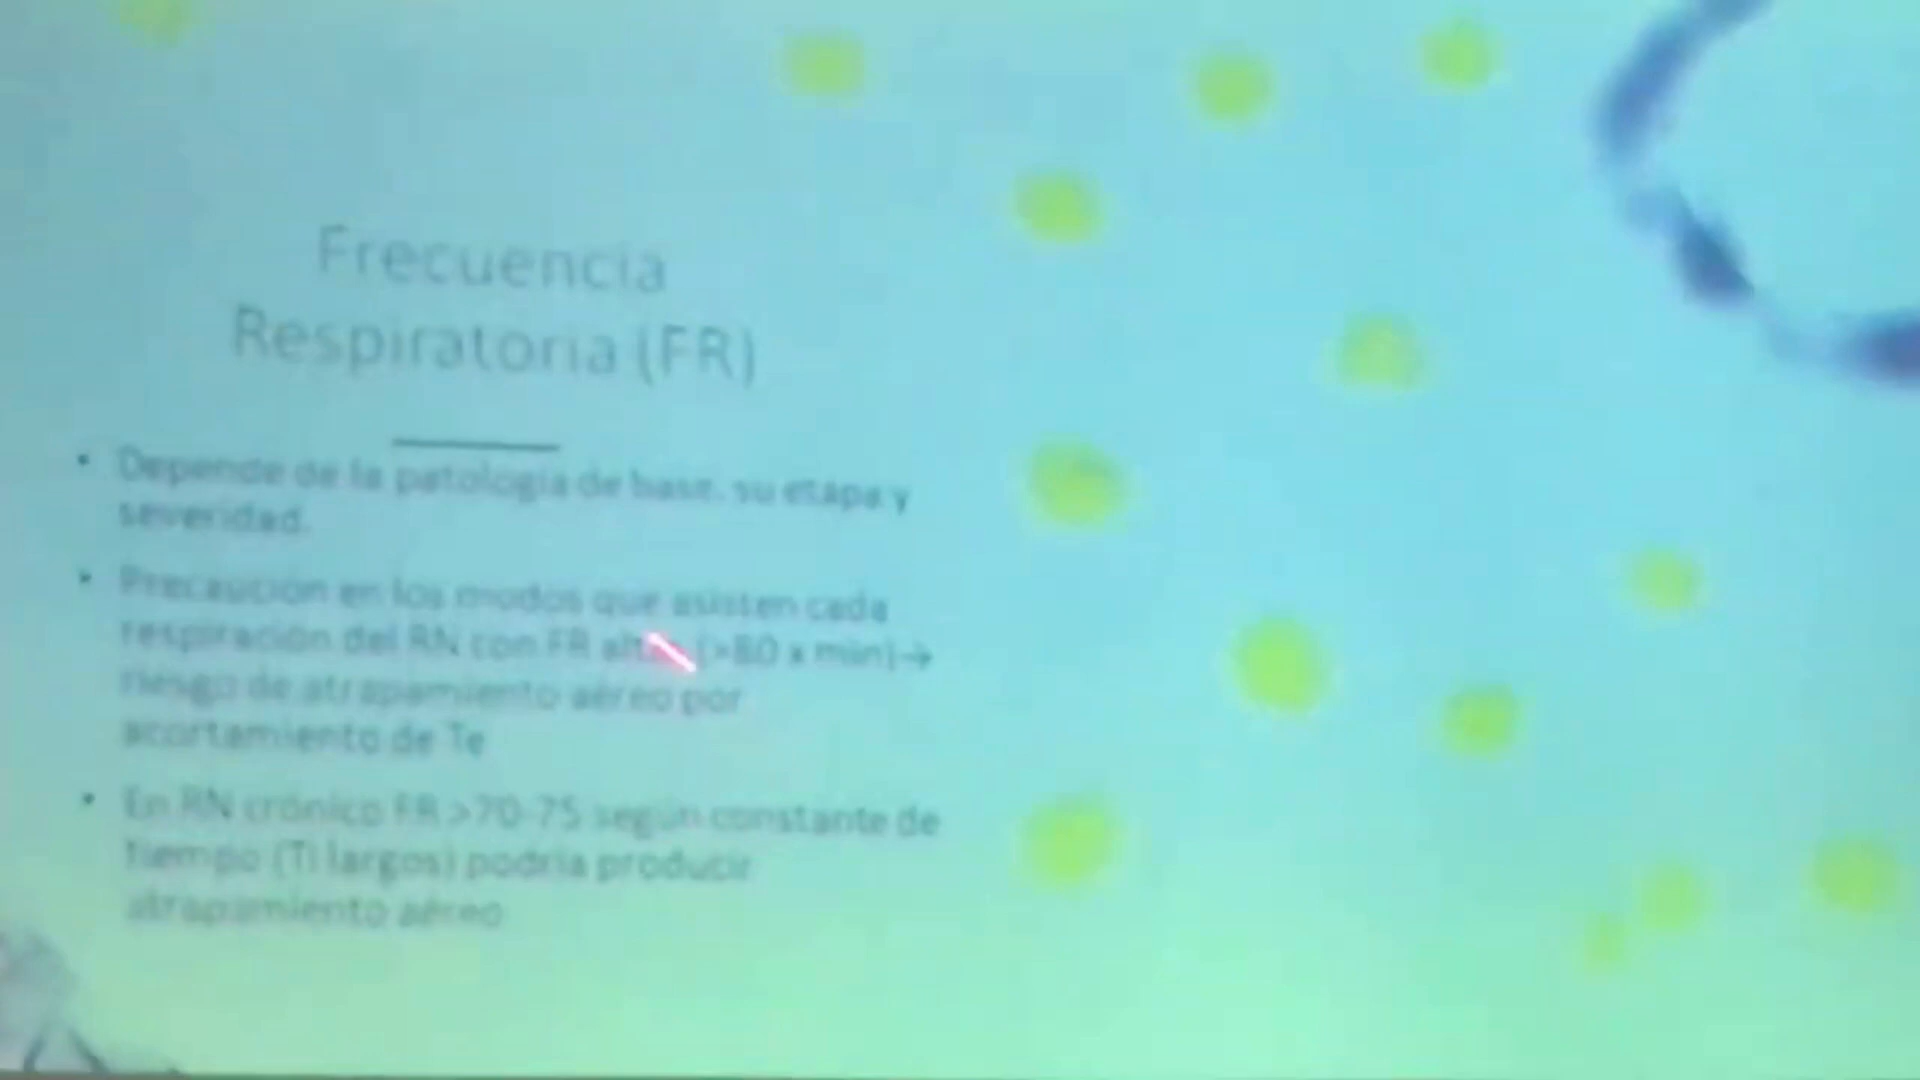 Frecuencia
Respiratoria (FR)
• Depende de la patología de base, su etapa y
severidad.
• Precaución en los modos que asisten cada
respiración del RN con FR altas (>80 x min)→
riesgo de atrapamiento aéreo por
acortamiento de Te
• En RN crónico FR >70-75 según constante de
Tiempo (Ti largos) podría producir
atrapamiento aéreo